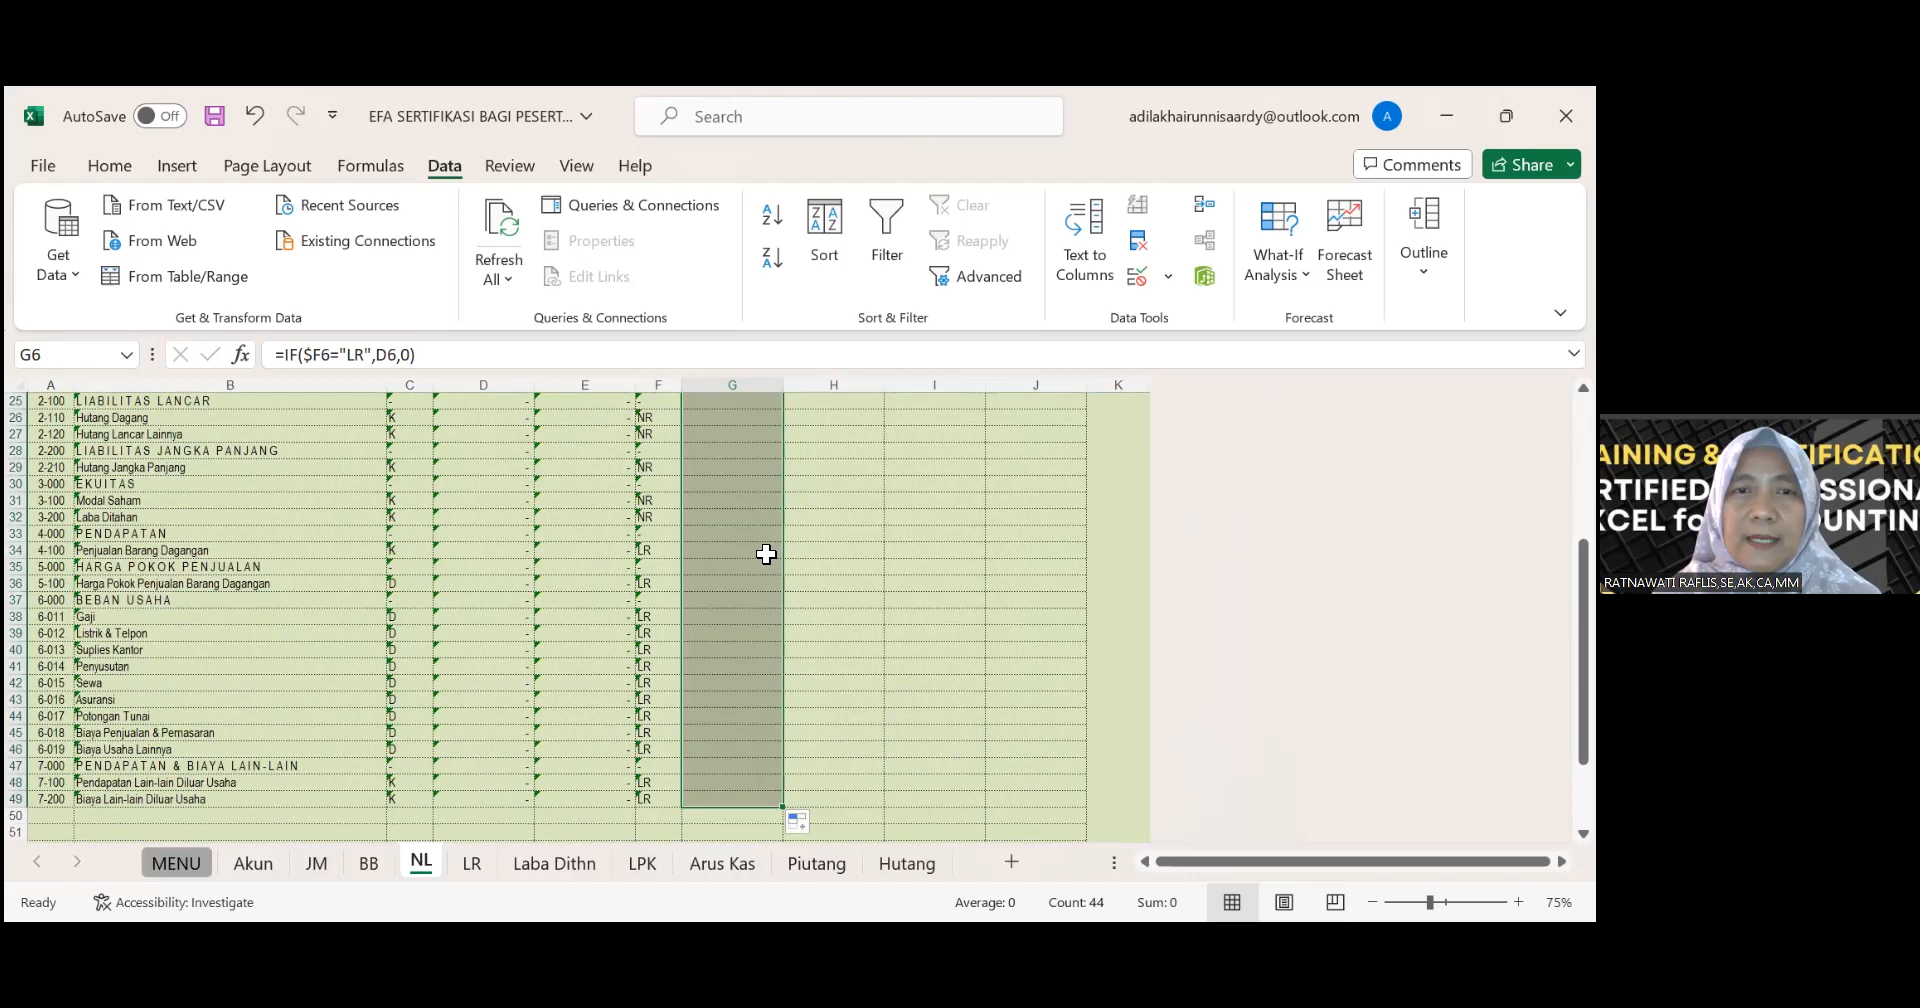 AutoSave Off EFA SERTIFIKASI BAGI PESERT... Search adilakhairunnisaardy@outlook.com A
File Home Insert Page Layout Formulas Data Review View Help Comments Share
Get Data
From Text/CSV
From Web
From Table/Range
Recent Sources
Existing Connections
Get & Transform Data
Refresh All
Queries & Connections
Properties
Edit Links
Queries & Connections
Sort
Filter
Clear
Reapply
Advanced
Sort & Filter
Text to Columns
Data Tools
What-If Analysis
Forecast Sheet
Forecast
Outline
G6 fx =IF($F6="LR",D6,0)
A B C D E F G H I J K
25 2-100 LIABILITAS LANCAR - - - -
26 2-110 Hutang Dagang K - - NR
27 2-120 Hutang Lancar Lainnya K - - NR
28 2-200 LIABILITAS JANGKA PANJANG - - - -
29 2-210 Hutang Jangka Panjang K - - NR
30 3-000 EKUITAS - - - -
31 3-100 Modal Saham K - - NR
32 3-200 Laba Ditahan K - - NR
33 4-000 PENDAPATAN - - - -
34 4-100 Penjualan Barang Dagangan K - - LR
35 5-000 HARGA POKOK PENJUALAN - - - -
36 5-100 Harga Pokok Penjualan Barang Dagangan D - - LR
37 6-000 BEBAN USAHA - - - -
38 6-011 Gaji D - - LR
39 6-012 Listrik & Telpon D - - LR
40 6-013 Suplies Kantor D - - LR
41 6-014 Penyusutan D - - LR
42 6-015 Sewa D - - LR
43 6-016 Asuransi D - - LR
44 6-017 Potongan Tunai D - - LR
45 6-018 Biaya Penjualan & Pemasaran D - - LR
46 6-019 Biaya Usaha Lainnya D - - LR
47 7-000 PENDAPATAN & BIAYA LAIN-LAIN - - - -
48 7-100 Pendapatan Lain-lain Diluar Usaha K - - LR
49 7-200 Biaya Lain-lain Diluar Usaha K - - LR
50
51
MENU Akun JM BB NL LR Laba Dithn LPK Arus Kas Piutang Hutang
Ready Accessibility: Investigate Average: 0 Count: 44 Sum: 0 75%
AINING & IFICATIO
RTIFIED SSIONA
XCEL for OUNTIN
RATNAWATI RAFLIS,SE,AK,CA,MM